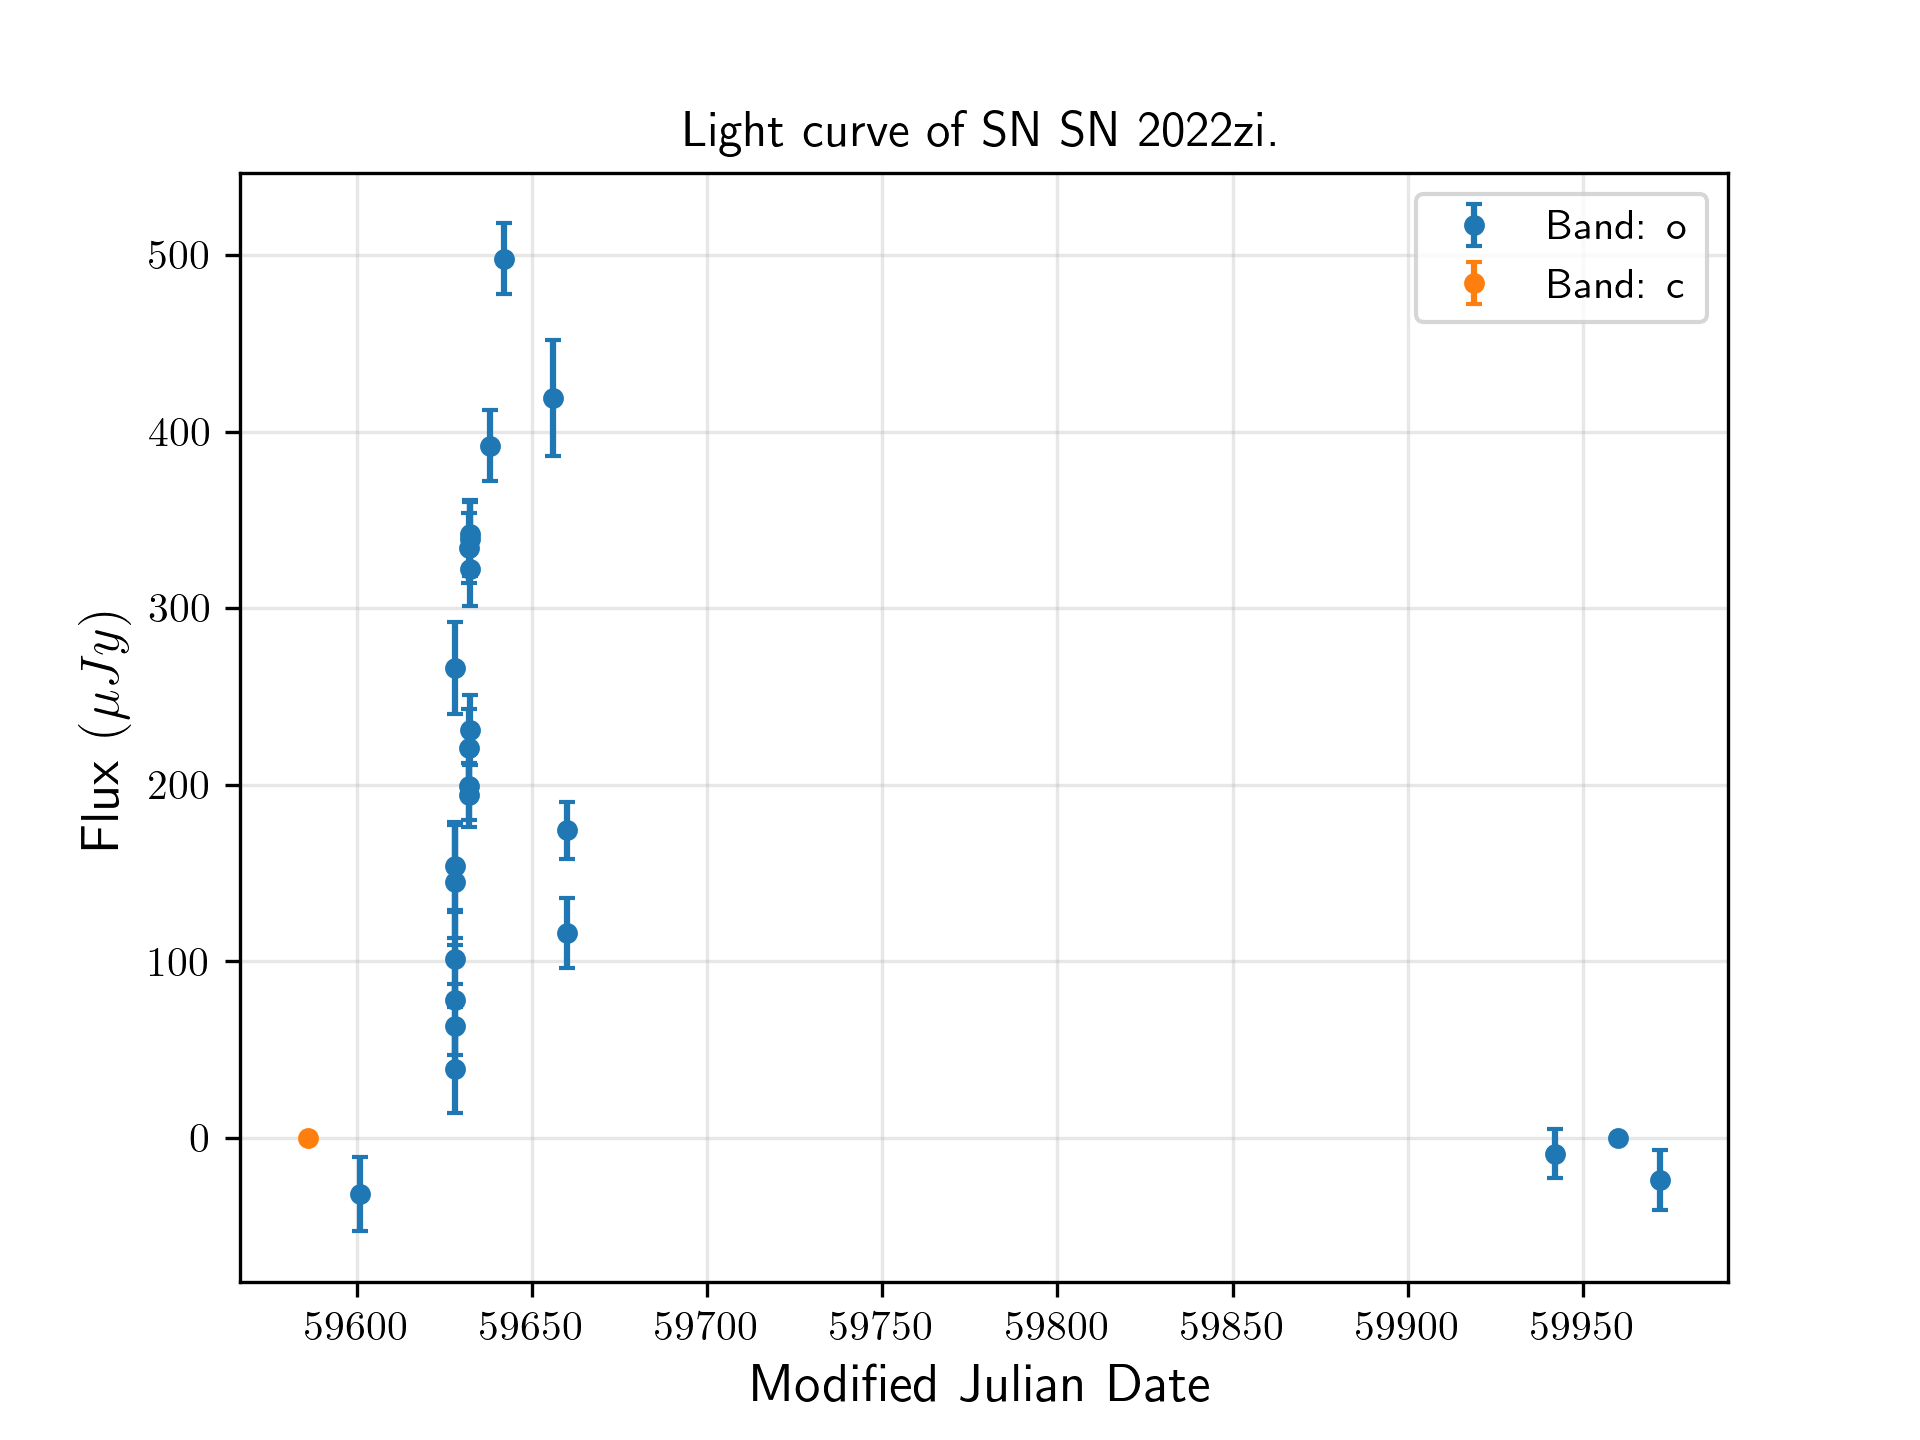 Light curve of SN SN 2022zi.
Band: o
Band: c
500
400
300
200
100
0
Flux (μJy)
59600 59650 59700 59750 59800 59850 59900 59950
Modified Julian Date